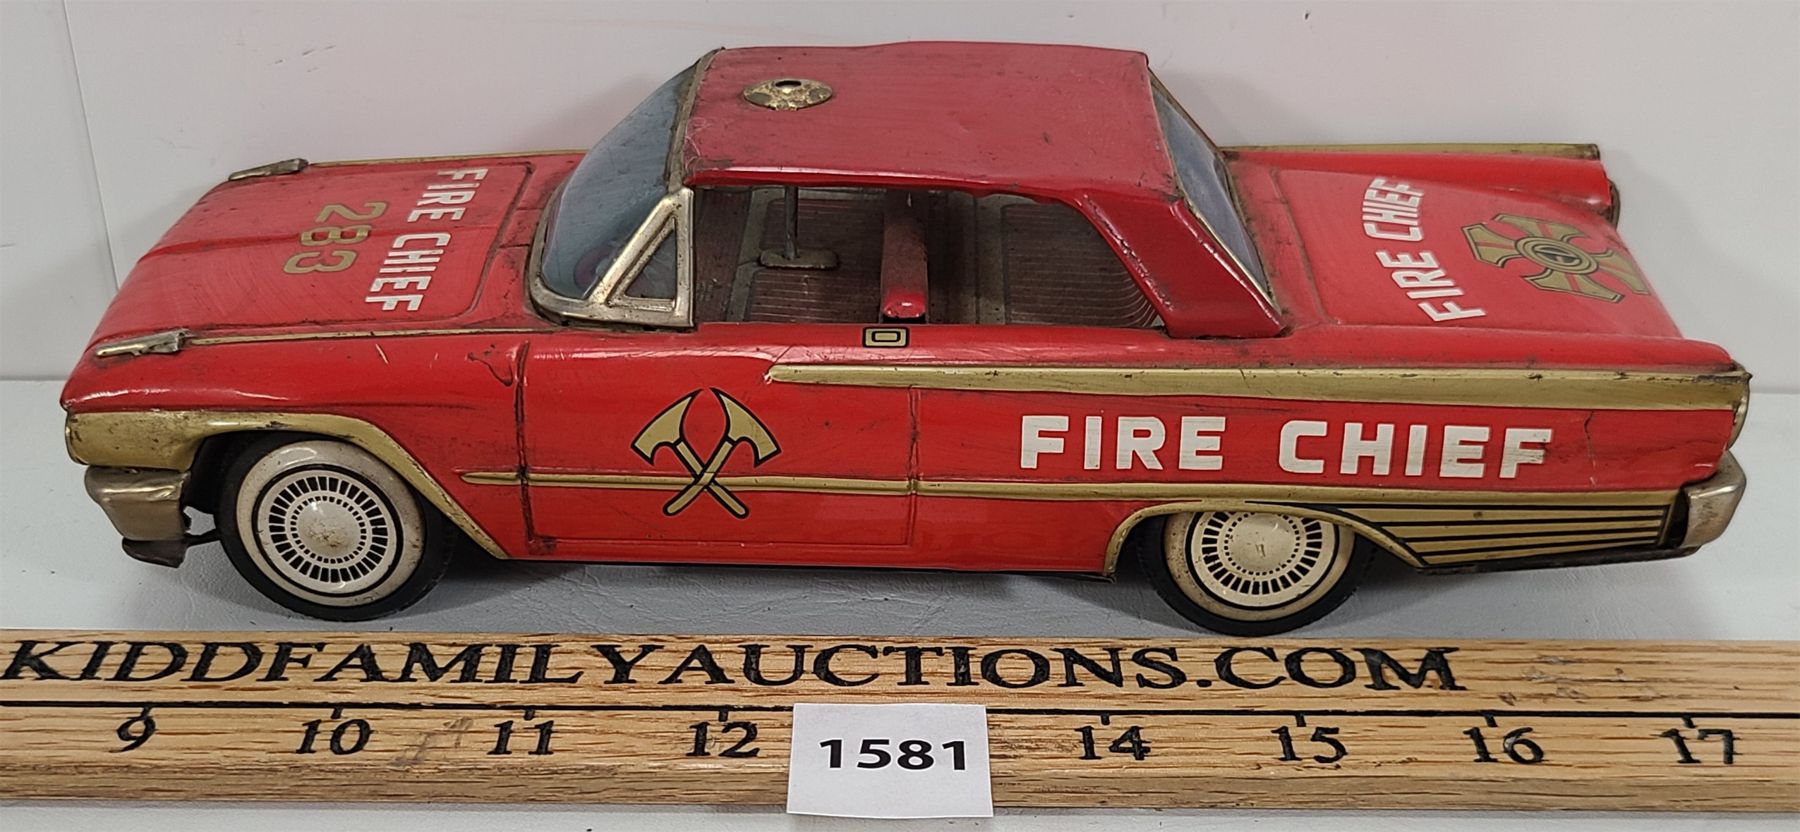 FIRE CHIEF
283
FIRE CHIEF
FIRE CHIEF
KIDDFAMILYAUCTIONS.COM
9 10 11 12 14 15 16 17
1581